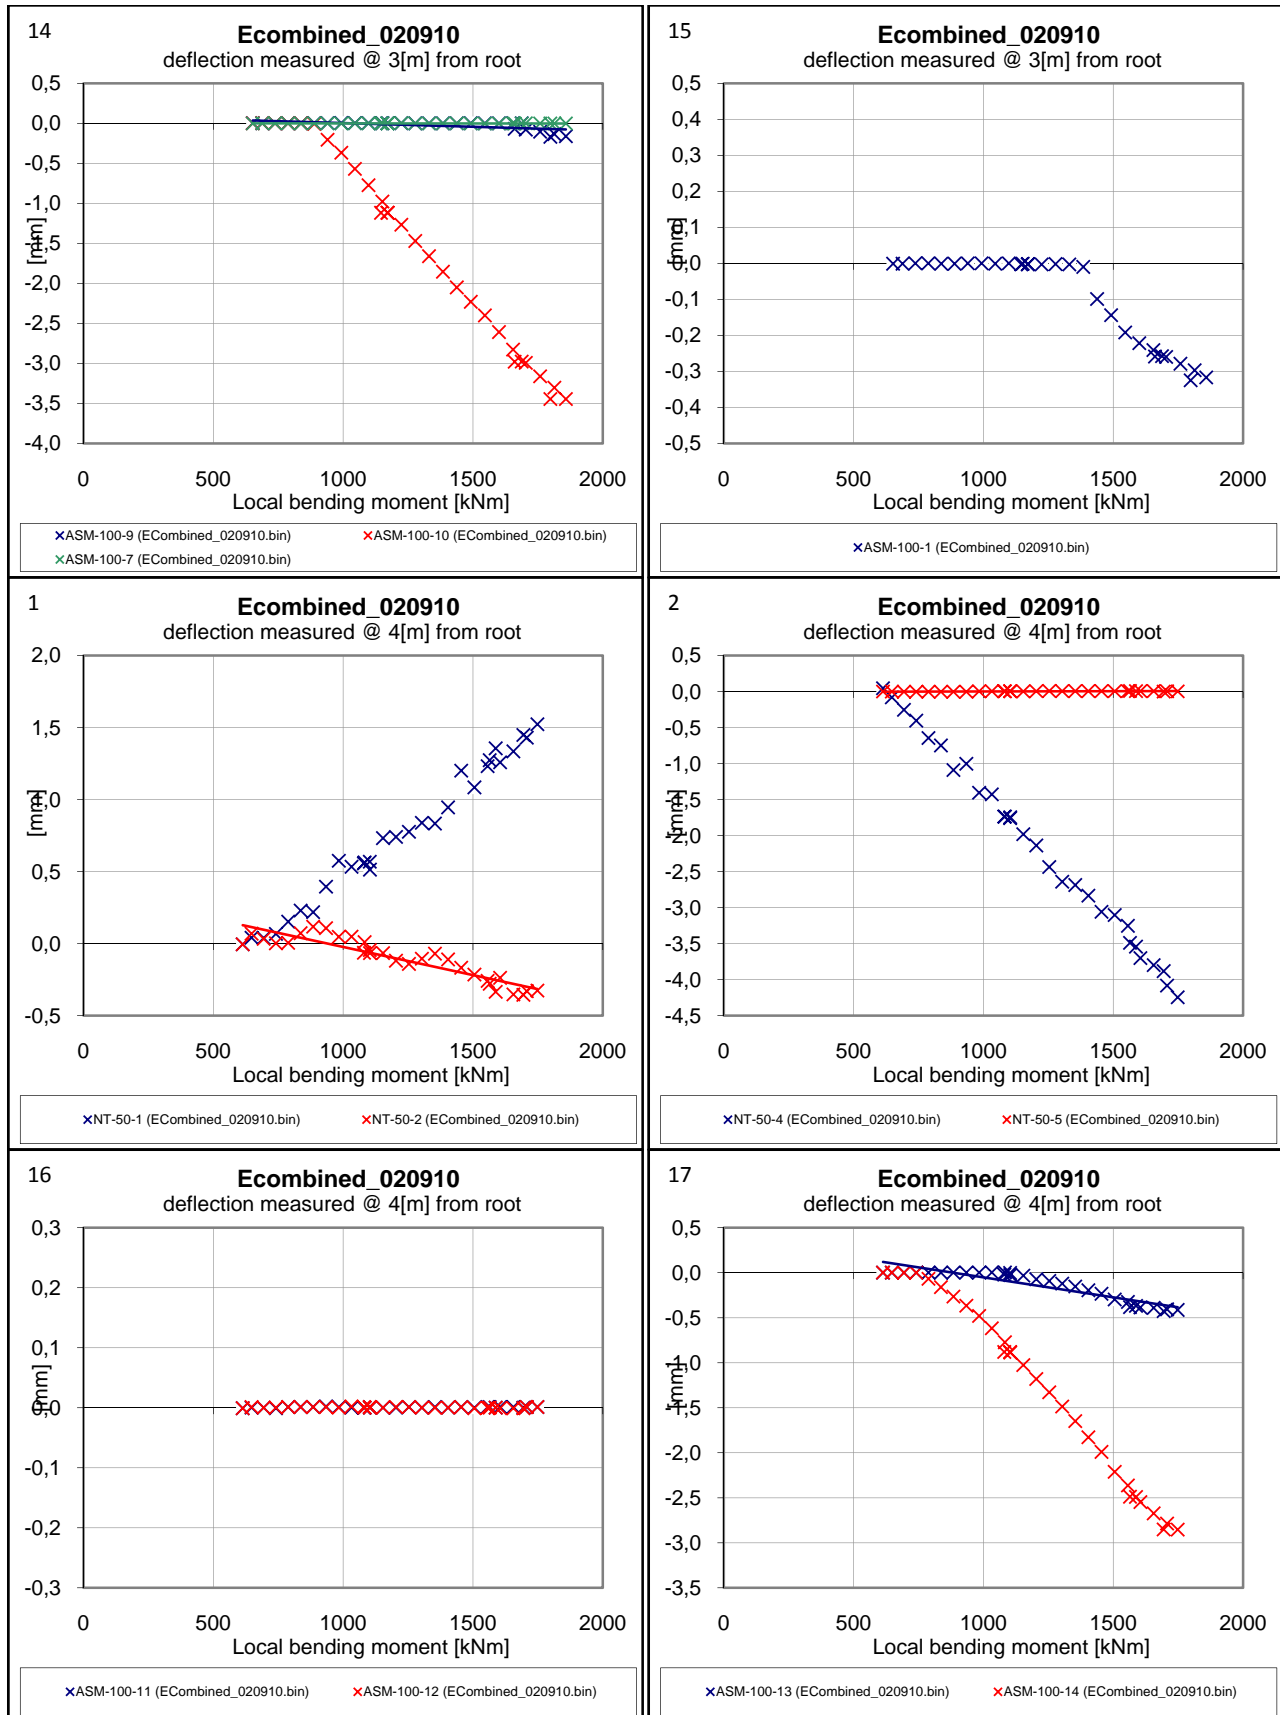 14
Ecombined_020910
deflection measured @ 3[m] from root
0,5
0,0
-0,5
-1,0
-1,5
-2,0
-2,5
-3,0
-3,5
-4,0
[mm]
0 500 1000 1500 2000
Local bending moment [kNm]
ASM-100-9 (ECombined_020910.bin) ASM-100-10 (ECombined_020910.bin)
ASM-100-7 (ECombined_020910.bin)
15
Ecombined_020910
deflection measured @ 3[m] from root
0,5
0,4
0,3
0,2
0,1
0,0
-0,1
-0,2
-0,3
-0,4
-0,5
[mm]
0 500 1000 1500 2000
Local bending moment [kNm]
ASM-100-1 (ECombined_020910.bin)
1
Ecombined_020910
deflection measured @ 4[m] from root
2,0
1,5
1,0
0,5
0,0
-0,5
[mm]
0 500 1000 1500 2000
Local bending moment [kNm]
NT-50-1 (ECombined_020910.bin) NT-50-2 (ECombined_020910.bin)
2
Ecombined_020910
deflection measured @ 4[m] from root
0,5
0,0
-0,5
-1,0
-1,5
-2,0
-2,5
-3,0
-3,5
-4,0
-4,5
[mm]
0 500 1000 1500 2000
Local bending moment [kNm]
NT-50-4 (ECombined_020910.bin) NT-50-5 (ECombined_020910.bin)
16
Ecombined_020910
deflection measured @ 4[m] from root
0,3
0,2
0,1
0,0
-0,1
-0,2
-0,3
[mm]
0 500 1000 1500 2000
Local bending moment [kNm]
ASM-100-11 (ECombined_020910.bin) ASM-100-12 (ECombined_020910.bin)
17
Ecombined_020910
deflection measured @ 4[m] from root
0,5
0,0
-0,5
-1,0
-1,5
-2,0
-2,5
-3,0
-3,5
[mm]
0 500 1000 1500 2000
Local bending moment [kNm]
ASM-100-13 (ECombined_020910.bin) ASM-100-14 (ECombined_020910.bin)